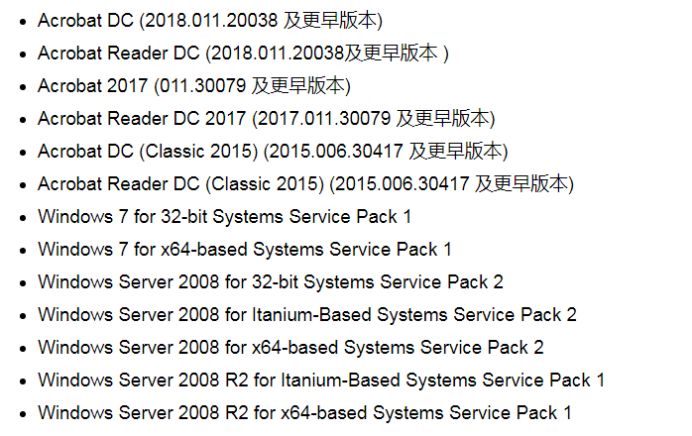 Acrobat DC (2018.011.20038 及更早版本)
Acrobat Reader DC (2018.011.20038及更早版本 )
Acrobat 2017 (011.30079 及更早版本)
Acrobat Reader DC 2017 (2017.011.30079 及更早版本)
Acrobat DC (Classic 2015) (2015.006.30417 及更早版本)
Acrobat Reader DC (Classic 2015) (2015.006.30417 及更早版本)
Windows 7 for 32-bit Systems Service Pack 1
Windows 7 for x64-based Systems Service Pack 1
Windows Server 2008 for 32-bit Systems Service Pack 2
Windows Server 2008 for Itanium-Based Systems Service Pack 2
Windows Server 2008 for x64-based Systems Service Pack 2
Windows Server 2008 R2 for Itanium-Based Systems Service Pack 1
Windows Server 2008 R2 for x64-based Systems Service Pack 1